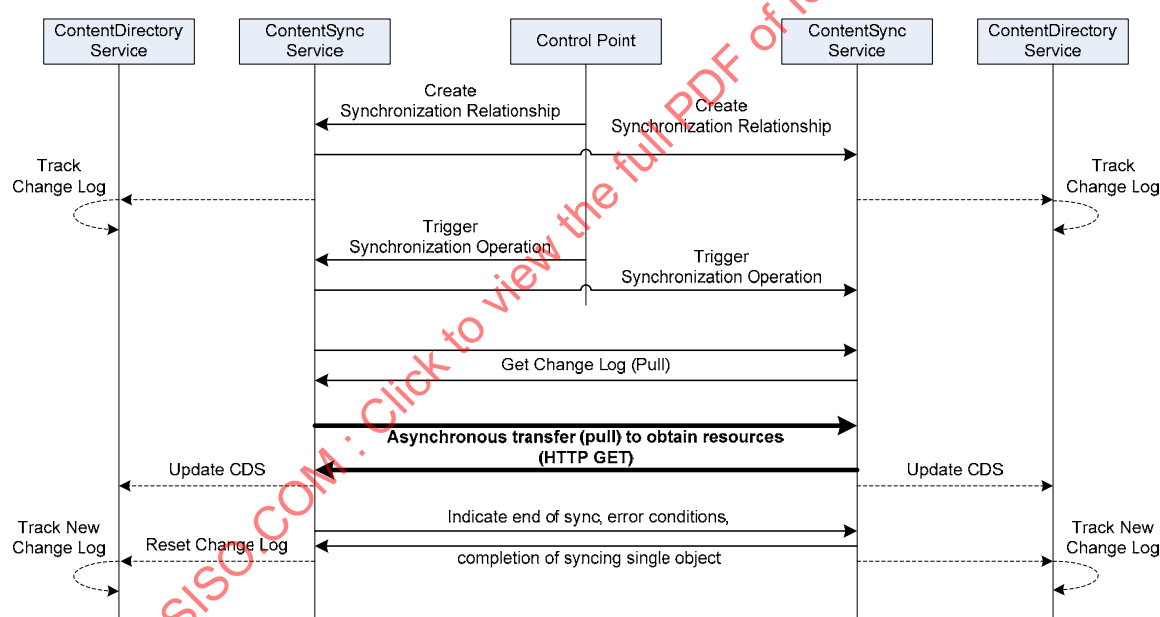 ContentDirectory
Service
ContentSync
Service
Control Point
ContentSync
Service
ContentDirectory
Service
Create
Synchronization Relationship
Create
Synchronization Relationship
Track
Change Log
Track
Change Log
Trigger
Synchronization Operation
Trigger
Synchronization Operation
Get Change Log (Pull)
Asynchronous transfer (pull) to obtain resources
(HTTP GET)
Update CDS
Update CDS
Indicate end of sync, error conditions,
Track New
Change Log
Reset Change Log
completion of syncing single object
Track New
Change Log
SISO.COM : Click to view the full PDF of